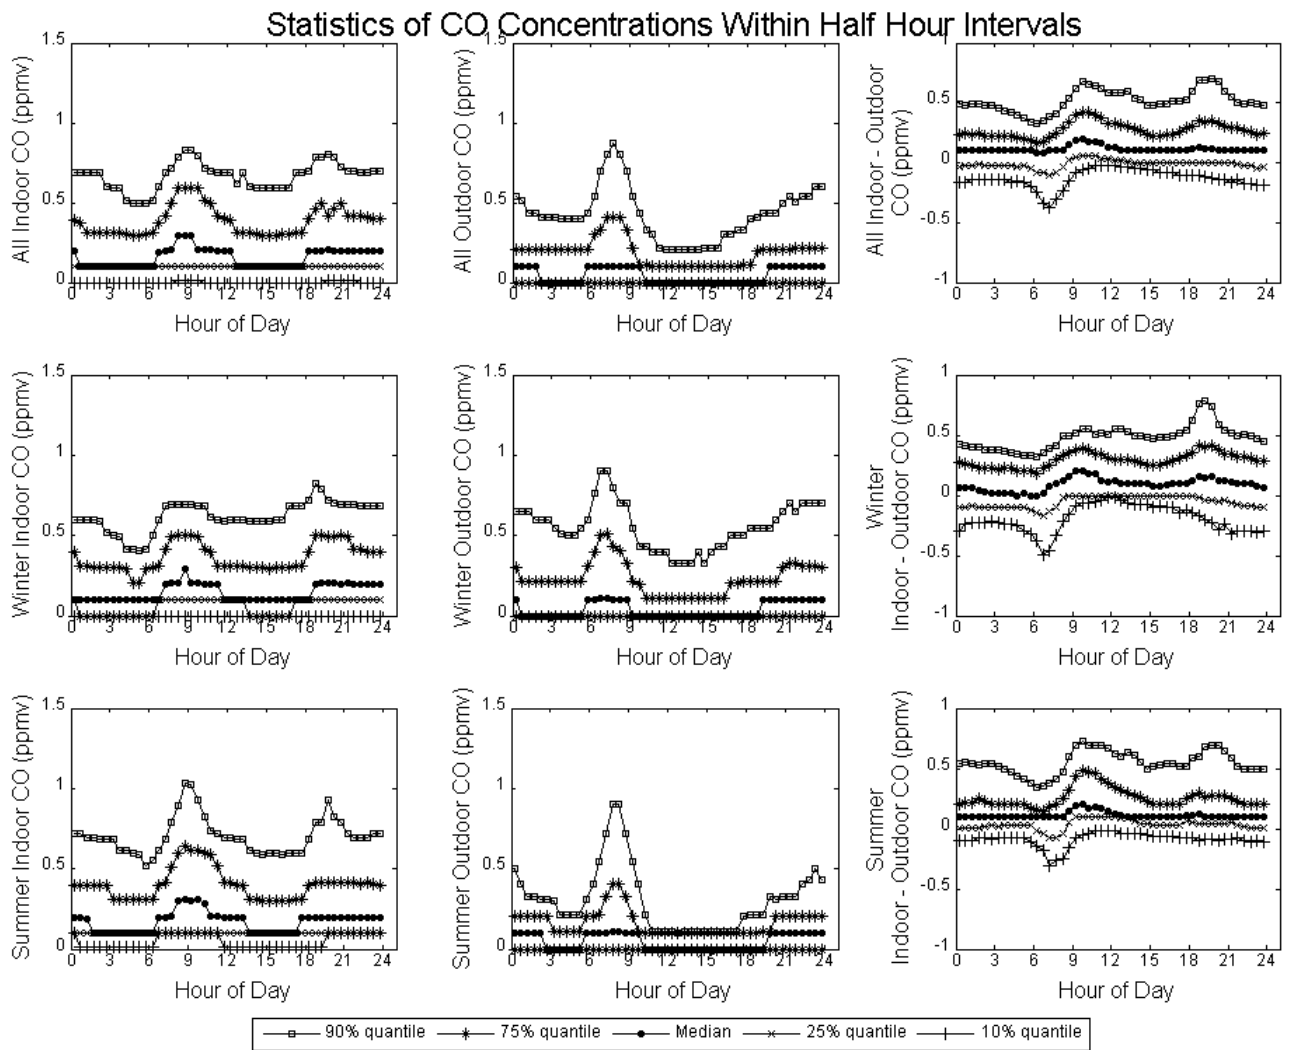 Statistics of CO Concentrations Within Half Hour Intervals
All Indoor CO (ppmv)
1.5
1
0.5
0
0 3 6 9 12 15 18 21 24
Hour of Day
All Outdoor CO (ppmv)
1.5
1
0.5
0
0 3 6 9 12 15 18 21 24
Hour of Day
All Indoor - Outdoor
CO (ppmv)
1
0.5
0
-0.5
-1
0 3 6 9 12 15 18 21 24
Hour of Day
Winter Indoor CO (ppmv)
1.5
1
0.5
0
0 3 6 9 12 15 18 21 24
Hour of Day
Winter Outdoor CO (ppmv)
1.5
1
0.5
0
0 3 6 9 12 15 18 21 24
Hour of Day
Winter
Indoor - Outdoor CO (ppmv)
1
0.5
0
-0.5
-1
0 3 6 9 12 15 18 21 24
Hour of Day
Summer Indoor CO (ppmv)
1.5
1
0.5
0
0 3 6 9 12 15 18 21 24
Hour of Day
Summer Outdoor CO (ppmv)
1.5
1
0.5
0
0 3 6 9 12 15 18 21 24
Hour of Day
Summer
Indoor - Outdoor CO (ppmv)
1
0.5
0
-0.5
-1
0 3 6 9 12 15 18 21 24
Hour of Day
90% quantile 75% quantile Median 25% quantile 10% quantile